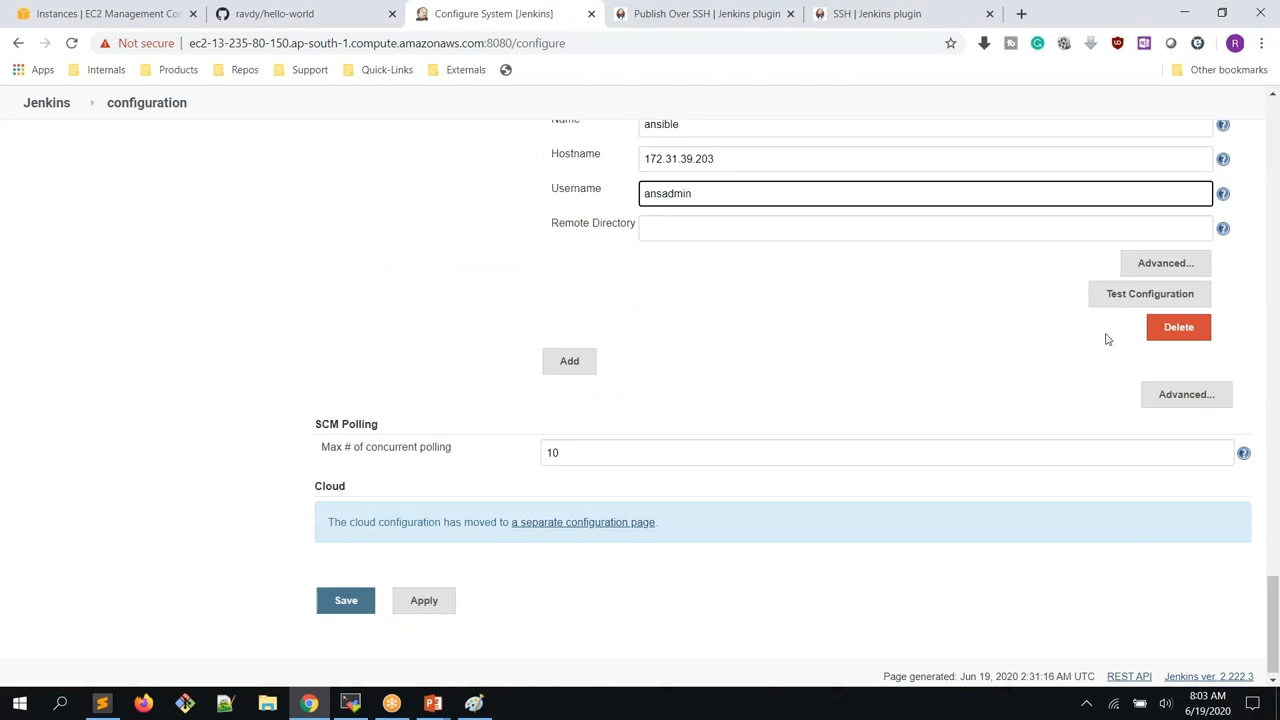 Instances | EC2 Management Con
ravdy/hello-world
Configure System [Jenkins]
Publish Over SSH | Jenkins plugin
SSH | Jenkins plugin
Not secure | ec2-13-235-80-150.ap-south-1.compute.amazonaws.com:8080/configure
Apps
Internals
Products
Repos
Support
Quick-Links
Externals
Other bookmarks
Jenkins
configuration
Name
ansible
Hostname
172.31.39.203
Username
ansadmin
Remote Directory
Advanced...
Test Configuration
Delete
Add
Advanced...
SCM Polling
Max # of concurrent polling
10
Cloud
The cloud configuration has moved to a separate configuration page.
Save
Apply
Page generated: Jun 19, 2020 2:31:16 AM UTC
REST API
Jenkins ver. 2.222.3
8:03 AM
6/19/2020